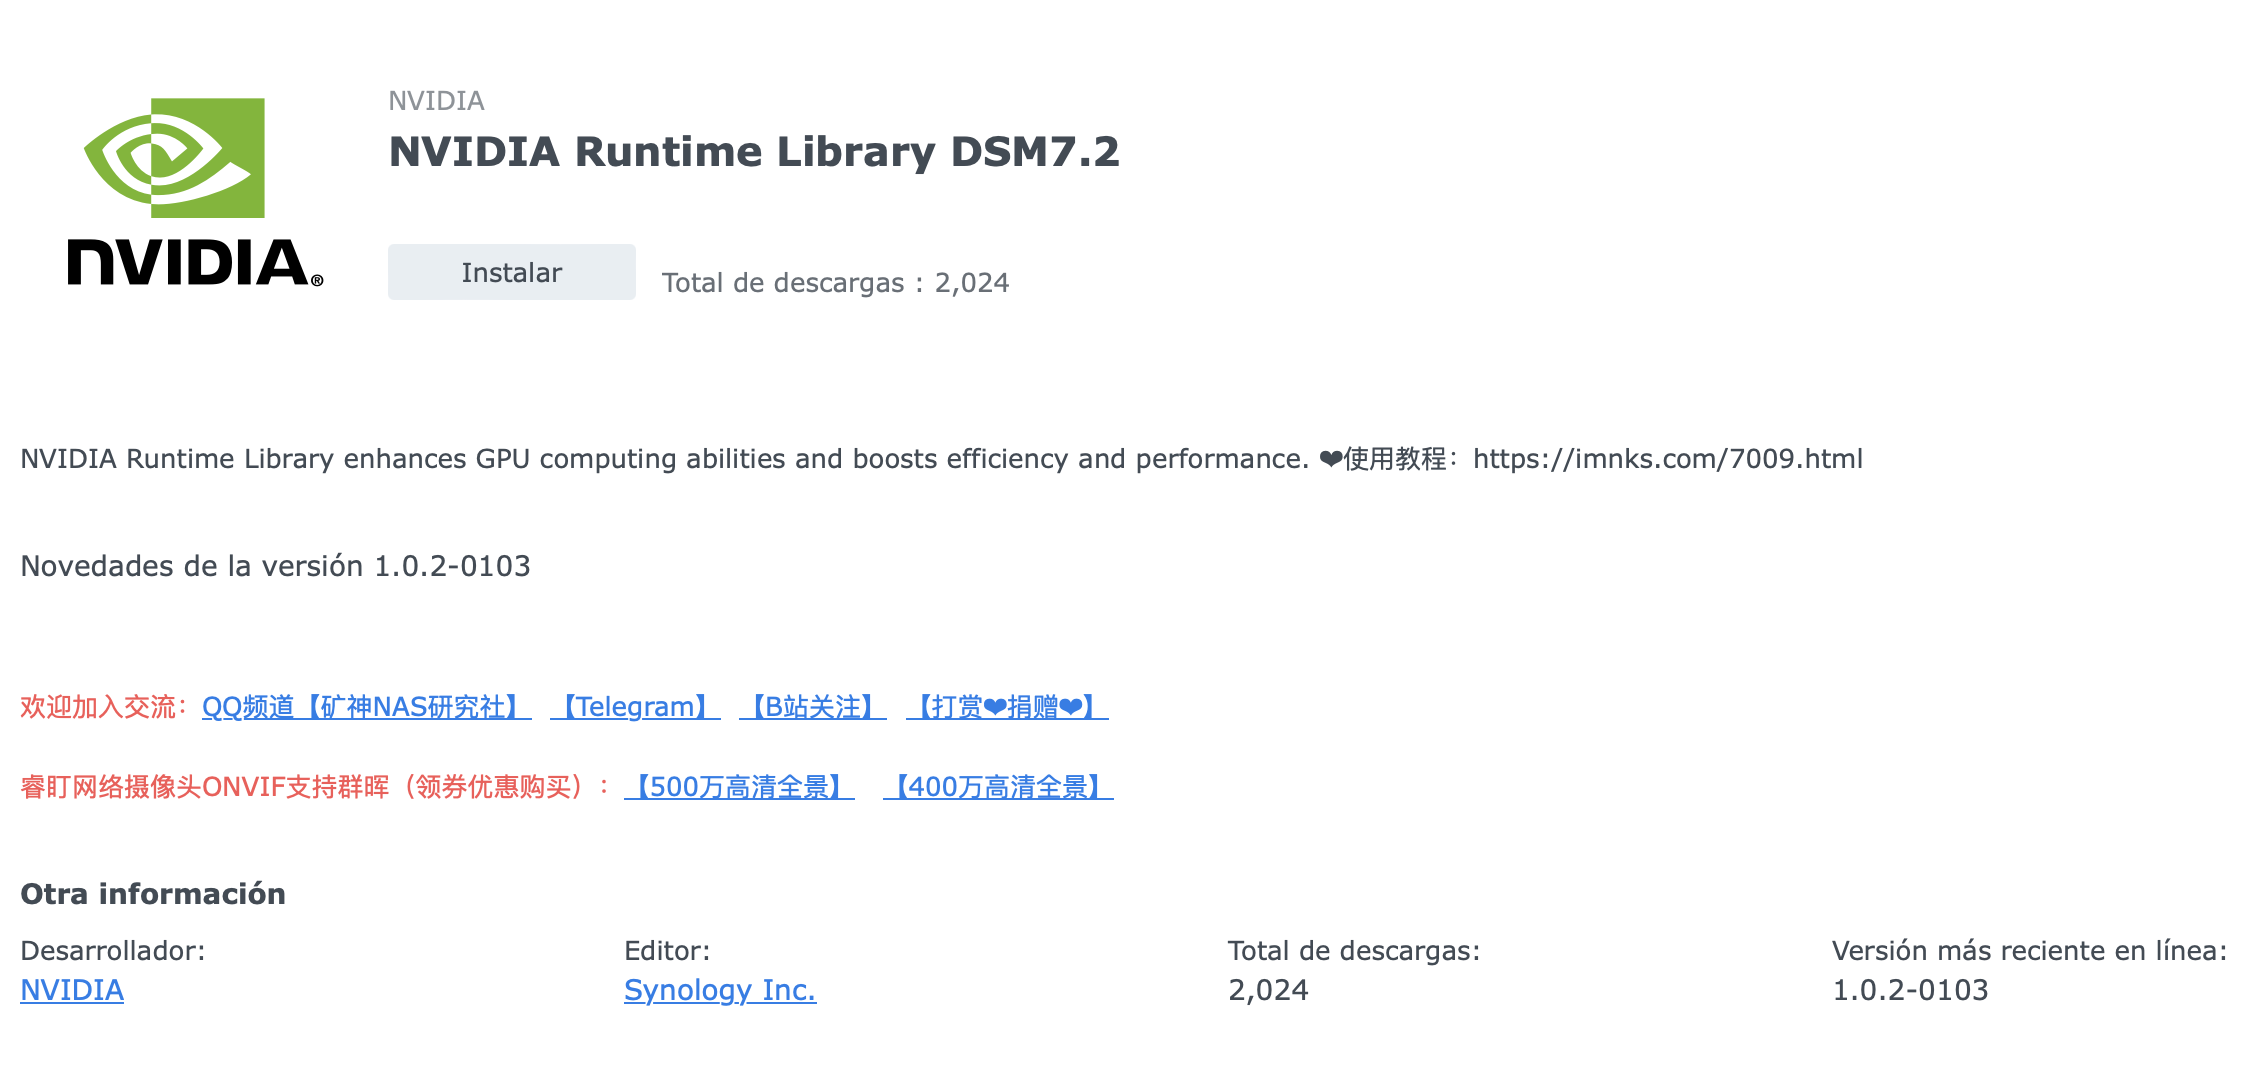 NVIDIA
NVIDIA Runtime Library DSM7.2
nVIDIA®
Instalar
Total de descargas : 2,024
NVIDIA Runtime Library enhances GPU computing abilities and boosts efficiency and performance. ❤使用教程：https://imnks.com/7009.html
Novedades de la versión 1.0.2-0103
欢迎加入交流：QQ频道【矿神NAS研究社】 【Telegram】 【B站关注】 【打赏❤捐赠❤】
睿盯网络摄像头ONVIF支持群晖（领券优惠购买）：【500万高清全景】 【400万高清全景】
Otra información
Desarrollador:
NVIDIA
Editor:
Synology Inc.
Total de descargas:
2,024
Versión más reciente en línea:
1.0.2-0103